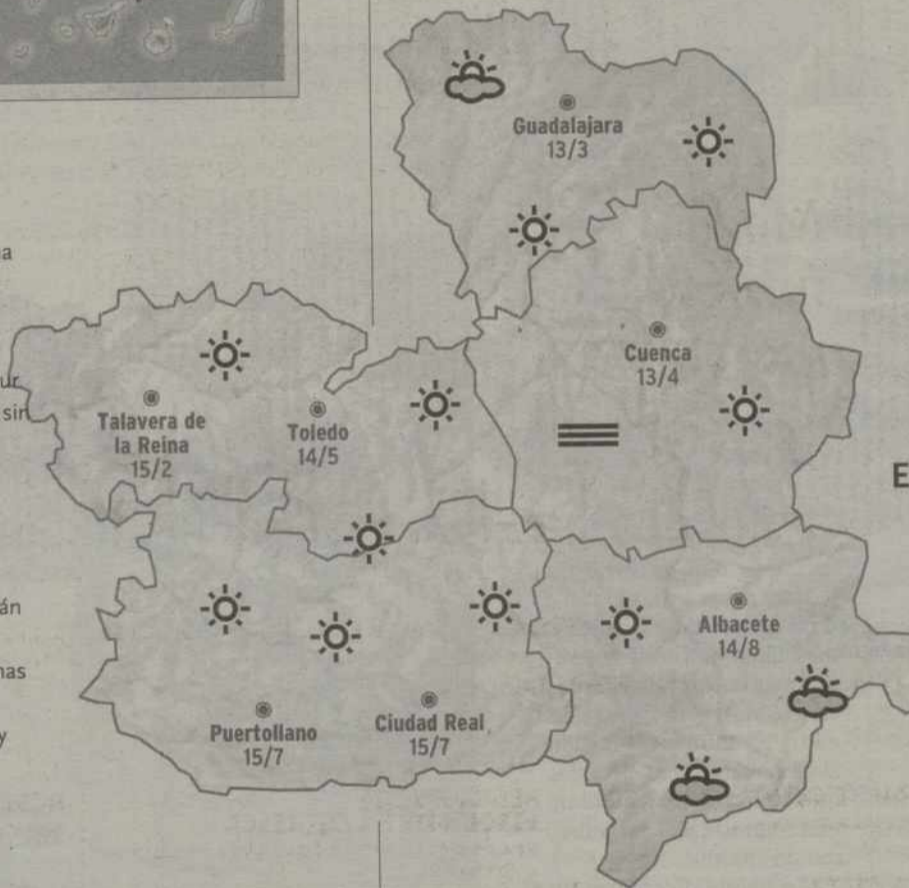 Guadalajara
13/3
Cuenca
13/4
Talavera de
la Reina
15/2
Toledo
14/5
Albacete
14/8
Puertollano
15/7
Ciudad Real
15/7
sin
y
E